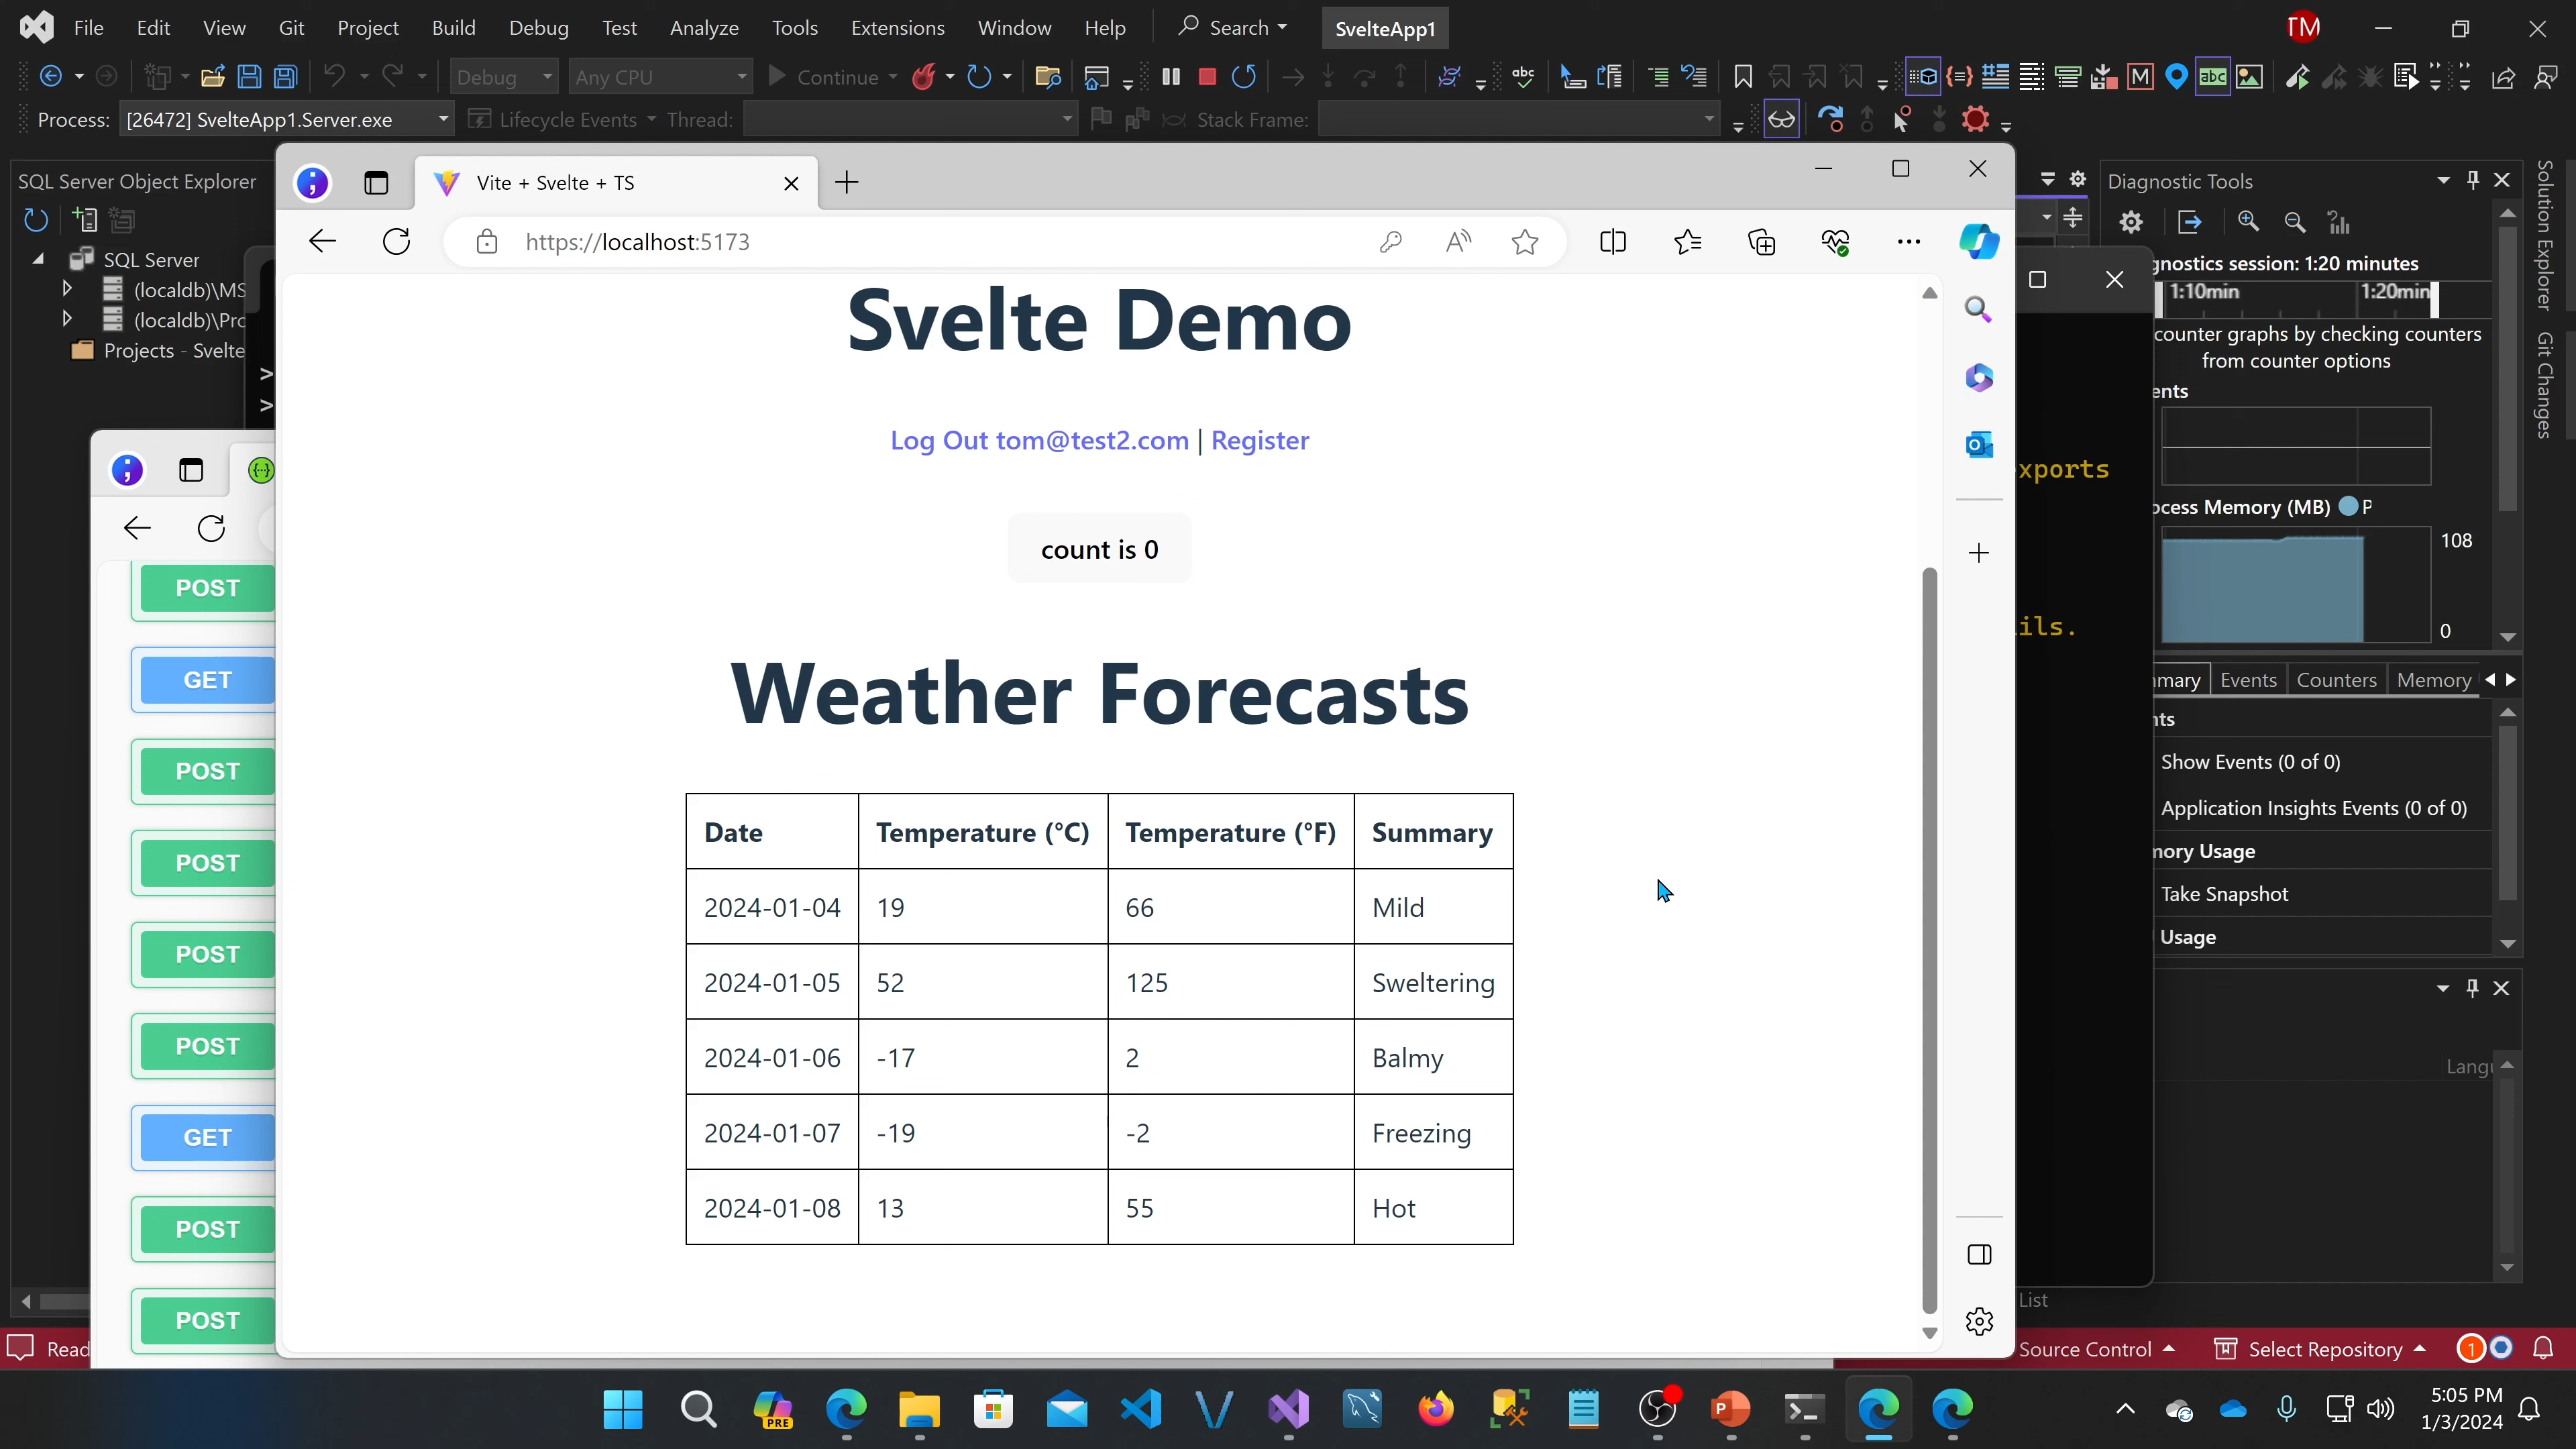 File Edit View Git Project Build Debug Test Analyze Tools Extensions Window Help Search SvelteApp1 TM
Debug Any CPU Continue
Process: [26472] SvelteApp1.Server.exe Lifecycle Events Thread: Stack Frame:
SQL Server Object Explorer
SQL Server
(localdb)\MS
(localdb)\Pro
Projects - Svelte
>
>
POST
GET
POST
POST
POST
POST
GET
POST
POST
Vite + Svelte + TS
https://localhost:5173
Svelte Demo
Log Out tom@test2.com | Register
count is 0
Weather Forecasts
Date Temperature (°C) Temperature (°F) Summary
2024-01-04 19 66 Mild
2024-01-05 52 125 Sweltering
2024-01-06 -17 2 Balmy
2024-01-07 -19 -2 Freezing
2024-01-08 13 55 Hot
xports
ils.
Diagnostic Tools
gnostics session: 1:20 minutes
1:10min 1:20min
counter graphs by checking counters
from counter options
ents
ocess Memory (MB) P
108
0
mary Events Counters Memory
nts
Show Events (0 of 0)
Application Insights Events (0 of 0)
mory Usage
Take Snapshot
Usage
Langu
List
Solution Explorer
Git Changes
Read
Source Control Select Repository 1
PRE
5:05 PM
1/3/2024